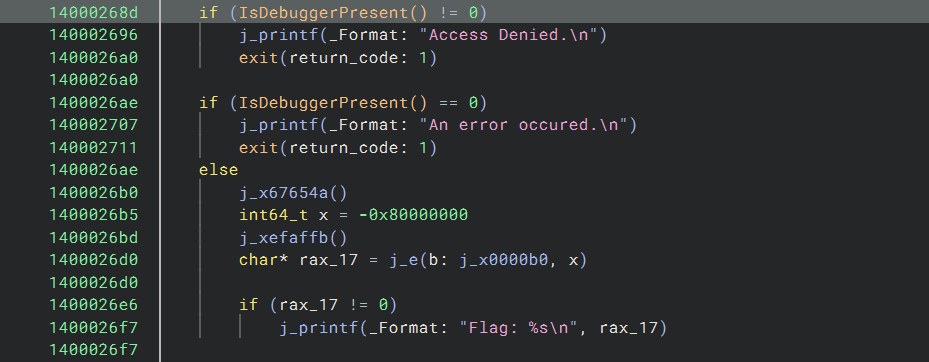 14000268d if (IsDebuggerPresent() != 0)
140002696 j_printf(_Format: "Access Denied.\n")
1400026a0 exit(return_code: 1)
1400026a0
1400026ae if (IsDebuggerPresent() == 0)
140002707 j_printf(_Format: "An error occured.\n")
140002711 exit(return_code: 1)
1400026ae else
1400026b0 j_x67654a()
1400026b5 int64_t x = -0x80000000
1400026bd j_xefaffb()
1400026d0 char* rax_17 = j_e(b: j_x0000b0, x)
1400026d0
1400026e6 if (rax_17 != 0)
1400026f7 j_printf(_Format: "Flag: %s\n", rax_17)
1400026f7